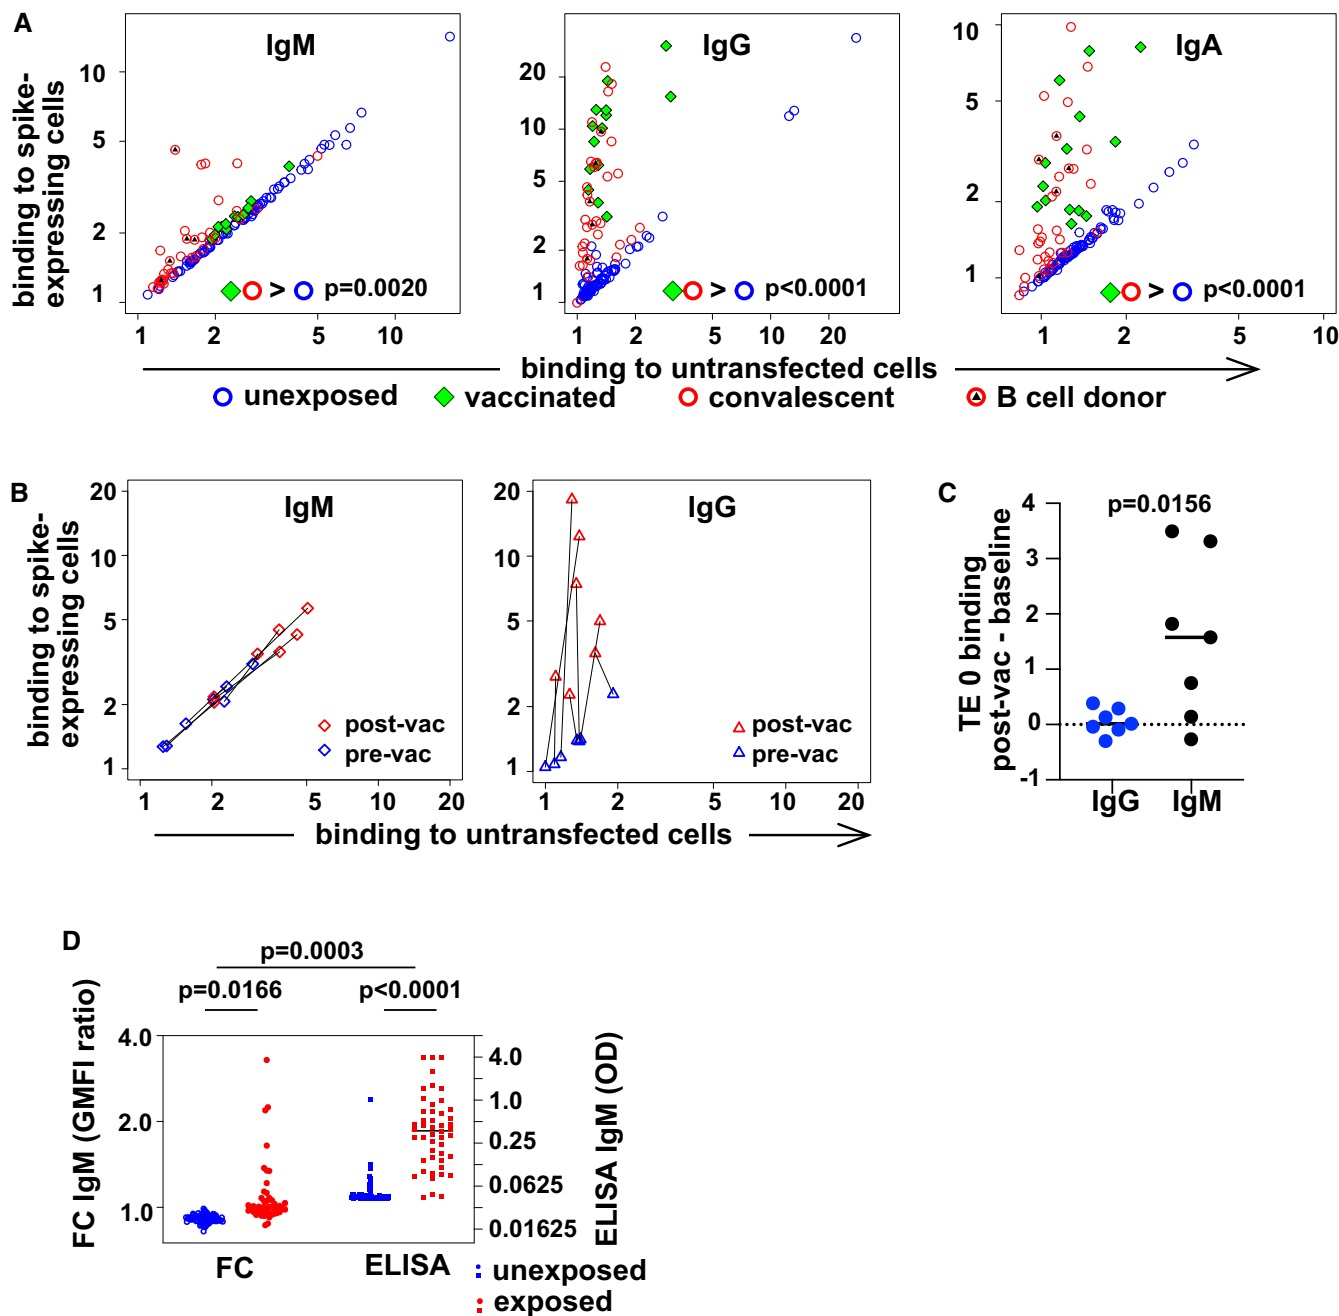 A
IgM
IgG
IgA
binding to spike-
expressing cells
10
5
2
1
20
10
5
2
1
10
5
2
1
> p=0.0020
> p<0.0001
> p<0.0001
1 2 5 10
1 2 5 10 20
1 2 5 10
binding to untransfected cells
unexposed
vaccinated
convalescent
B cell donor
B
IgM
IgG
binding to spike-
expressing cells
20
10
5
2
1
20
10
5
2
1
post-vac
pre-vac
post-vac
pre-vac
1 2 5 10 20
1 2 5 10 20
binding to untransfected cells
C
p=0.0156
TE 0 binding
post-vac - baseline
4
3
2
1
0
-1
IgG
IgM
D
p=0.0003
p=0.0166
p<0.0001
FC IgM (GMFI ratio)
4.0
2.0
1.0
4.0
1.0
0.25
0.0625
0.01625
ELISA IgM (OD)
FC
ELISA
unexposed
exposed